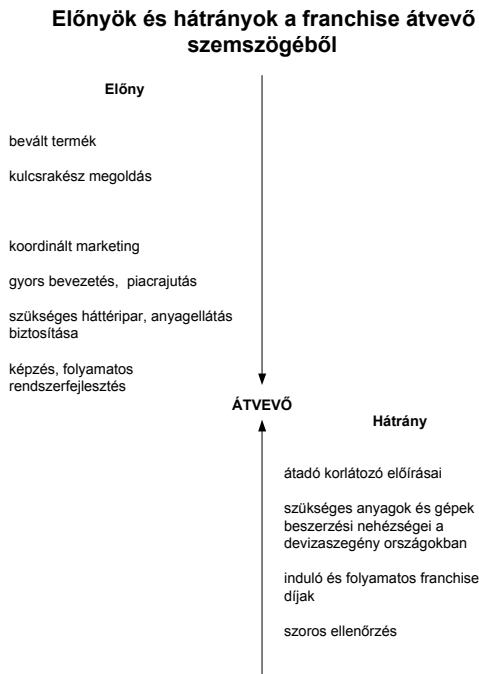 Előnyök és hátrányok a franchise átvevő
szemszögéből
Előny
bevált termék
kulcsrakész megoldás
koordinált marketing
gyors bevezetés, piacrajutás
szükséges háttéripar, anyagellátás
biztosítása
képzés, folyamatos
rendszerfejlesztés
ÁTVEVŐ
Hátrány
átadó korlátozó előírásai
szükséges anyagok és gépek
beszerzési nehézségei a
devizaszegény országokban
induló és folyamatos franchise
díjak
szoros ellenőrzés